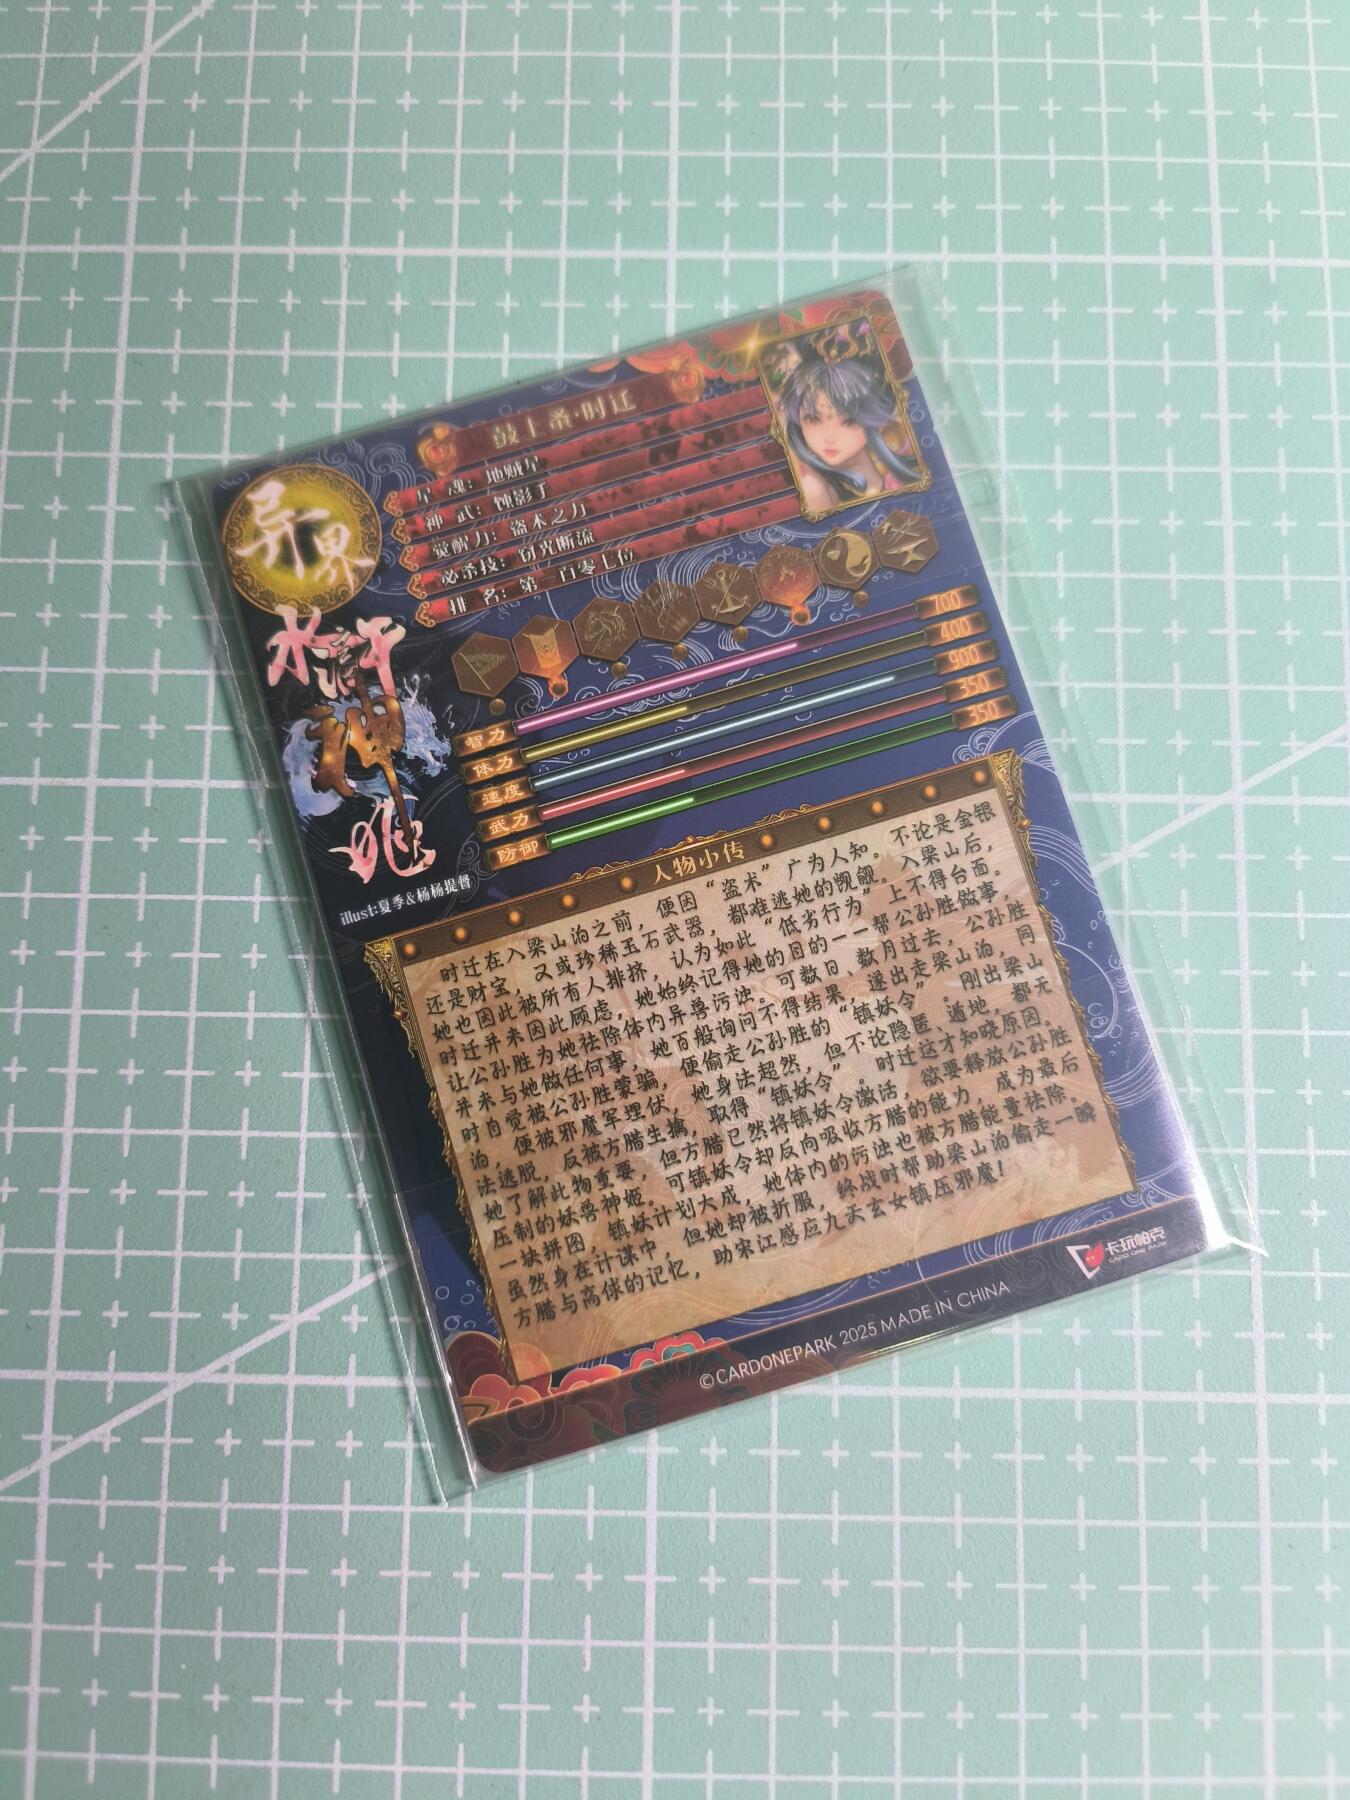 鼓上蚤·时迁
星 魂：地贼星
神 武：蚀影手
觉醒力：盗术之力
必杀技：窃光断流
排 名：第一百零七位
异界
水浒
神
姬
illust:夏季&杨杨提督
智力 700
体力 400
速度 900
武力 350
防御 350
人物小传
时迁在入梁山泊之前，便因“盗术”广为人知。不论是金银
还是财宝，又或珍稀玉石武器，都难逃她的觊觎。入梁山后，
她也因此被所有人排挤，认为如此“低劣行为”上不得台面。
时迁并未因此顾虑，她始终记得她的目的——帮公孙胜做事，
让公孙胜为她祛除体内异兽污浊。可数日、数月过去，公孙胜
并未与她做任何事，她百般询问不得结果，遂出走梁山泊，同
时自觉被公孙胜蒙骗，便偷走公孙胜的“镇妖令”。刚出梁山
泊，便被邪魔军埋伏，她身法超然，但不论隐匿、遁地，都无
法逃脱，反被方腊生擒，取得“镇妖令”。时迁这才知晓原因。
她了解此物重要，但方腊已然将镇妖令激活，欲要释放公孙胜
压制的妖兽神姬。可镇妖令却反向吸收方腊的能力，成为最后
一块拼图，镇妖计划大成，她体内的污浊也被方腊能量祛除。
虽然身在计谋中，但她却被折服，终战时帮助梁山泊偷走一瞬
方腊与高俅的记忆，助宋江感应九天玄女镇压邪魔！
卡玩帕克
CARD ONE PARK
©CARDONEPARK 2025 MADE IN CHINA